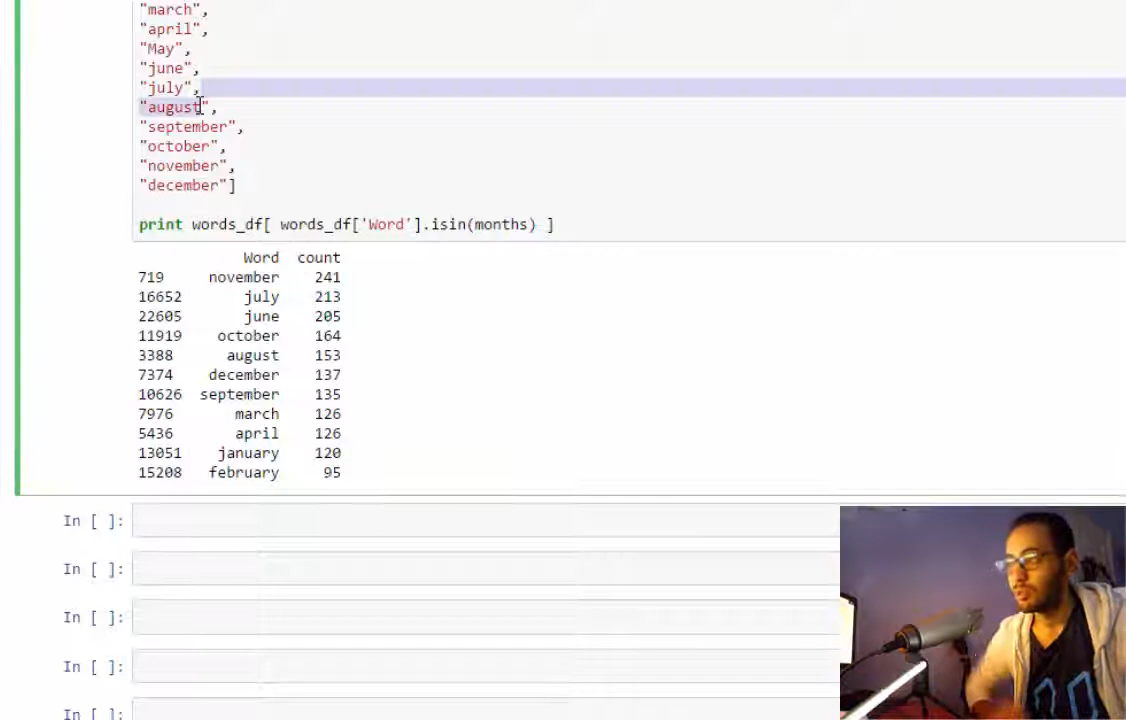 "march",
"april",
"May",
"june",
"july",
"august",
"september",
"october",
"november",
"december"]
print words_df[ words_df['Word'].isin(months) ]
Word count
719 november 241
16652 july 213
22605 june 205
11919 october 164
3388 august 153
7374 december 137
10626 september 135
7976 march 126
5436 april 126
13051 january 120
15208 february 95
In [ ]:
In [ ]:
In [ ]:
In [ ]:
In [ ]: